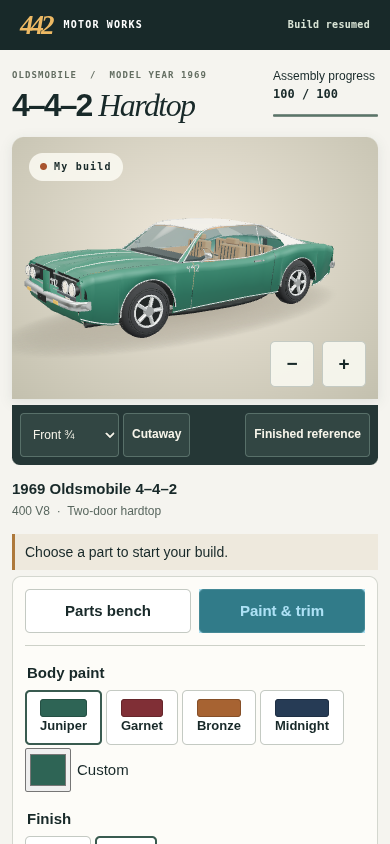 442 MOTOR WORKS
Build resumed
OLDSMOBILE / MODEL YEAR 1969
4–4–2 Hardtop
Assembly progress
100 / 100
My build
442
− +
Front ¾
Cutaway
Finished reference
1969 Oldsmobile 4–4–2
400 V8 · Two-door hardtop
Choose a part to start your build.
Parts bench
Paint & trim
Body paint
Juniper
Garnet
Bronze
Midnight
Custom
Finish